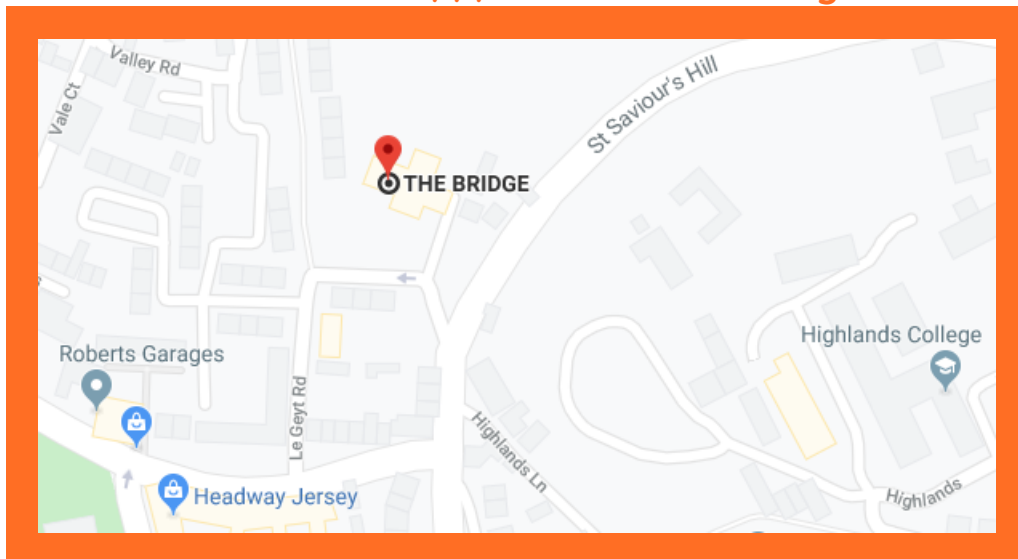 Valley Rd
Vale Ct
St Saviour's Hill
THE BRIDGE
Highlands College
Roberts Garages
Le Geyt Rd
Highlands Ln
Highlands
Headway Jersey